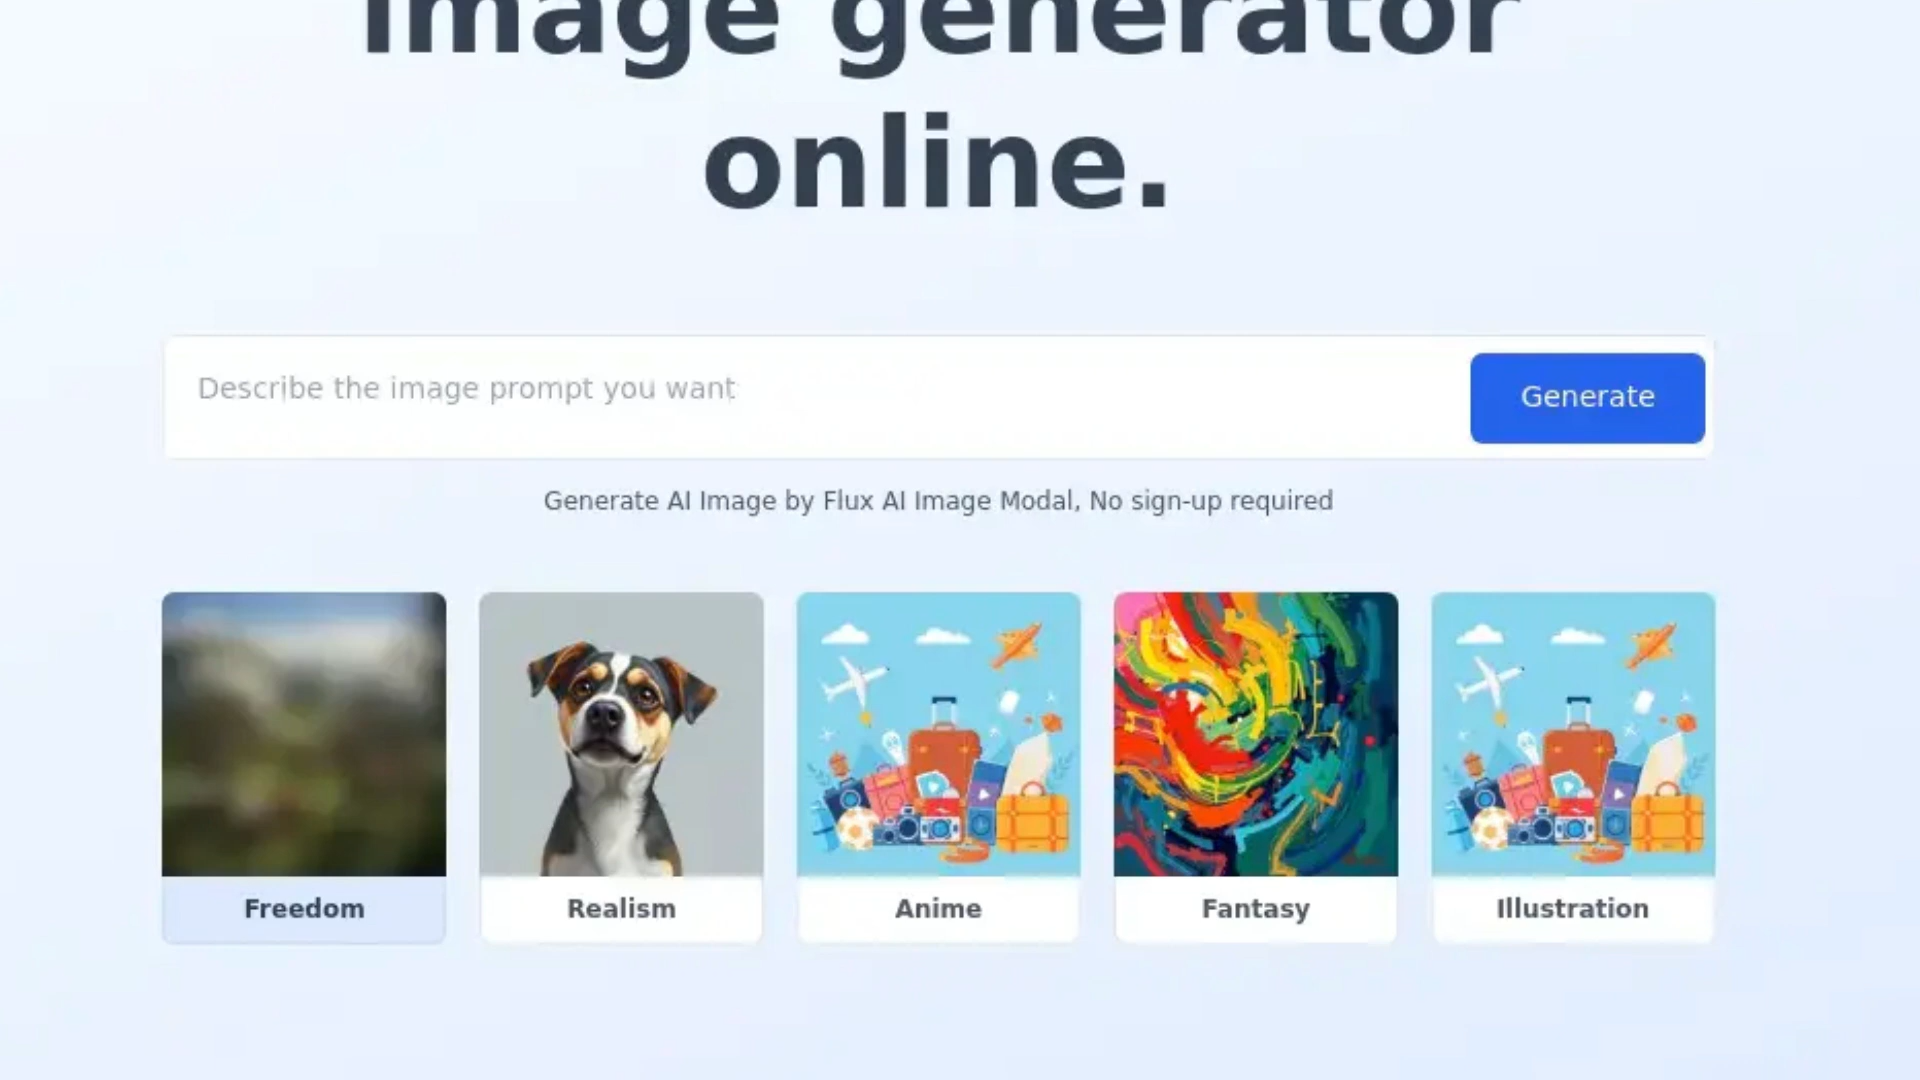 image generator
online.
Describe the image prompt you want
Generate
Generate AI Image by Flux AI Image Modal, No sign-up required
Freedom
Realism
Anime
Fantasy
Illustration